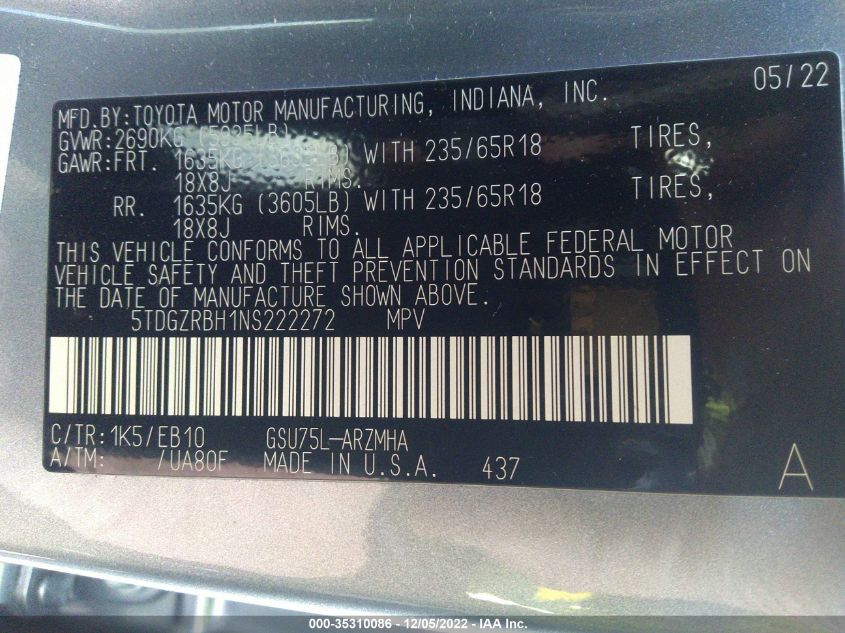 05/22
MFD.BY:TOYOTA MOTOR MANUFACTURING, INDIANA, INC.
GVWR:2690KG (5925LB)
GAWR:FRT. 1635KG (3605LB) WITH 235/65R18 TIRES,
18X8J RIMS.
RR. 1635KG (3605LB) WITH 235/65R18 TIRES,
18X8J RIMS.
THIS VEHICLE CONFORMS TO ALL APPLICABLE FEDERAL MOTOR
VEHICLE SAFETY AND THEFT PREVENTION STANDARDS IN EFFECT ON
THE DATE OF MANUFACTURE SHOWN ABOVE.
5TDGZRBH1NS222272 MPV
C/TR:1K5/EB10 GSU75L-ARZMHA
A/TM: /UA80F MADE IN U.S.A. 437 A
000-35310086 - 12/05/2022 - IAA Inc.